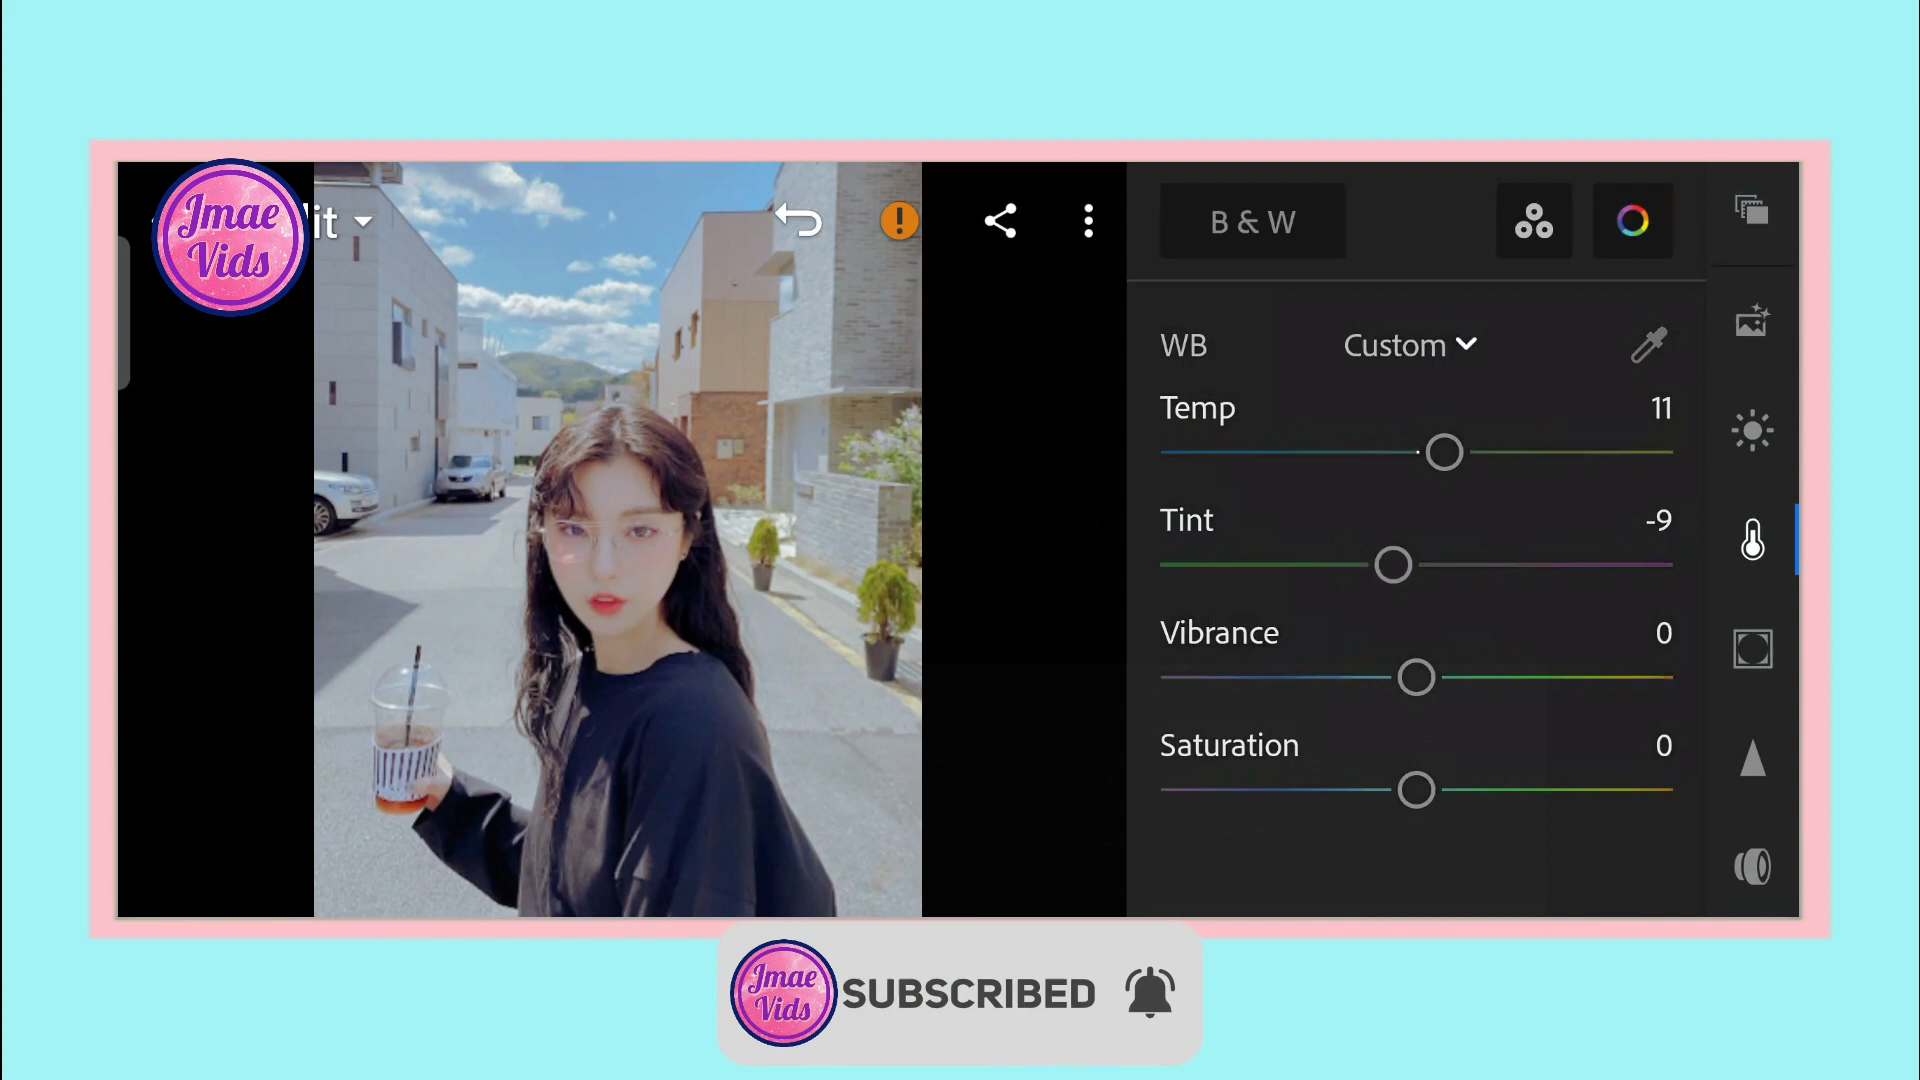 Jmae
Vids
it
B & W
WB
Custom
Temp
11
Tint
-9
Vibrance
0
Saturation
0
Jmae
Vids
SUBSCRIBED